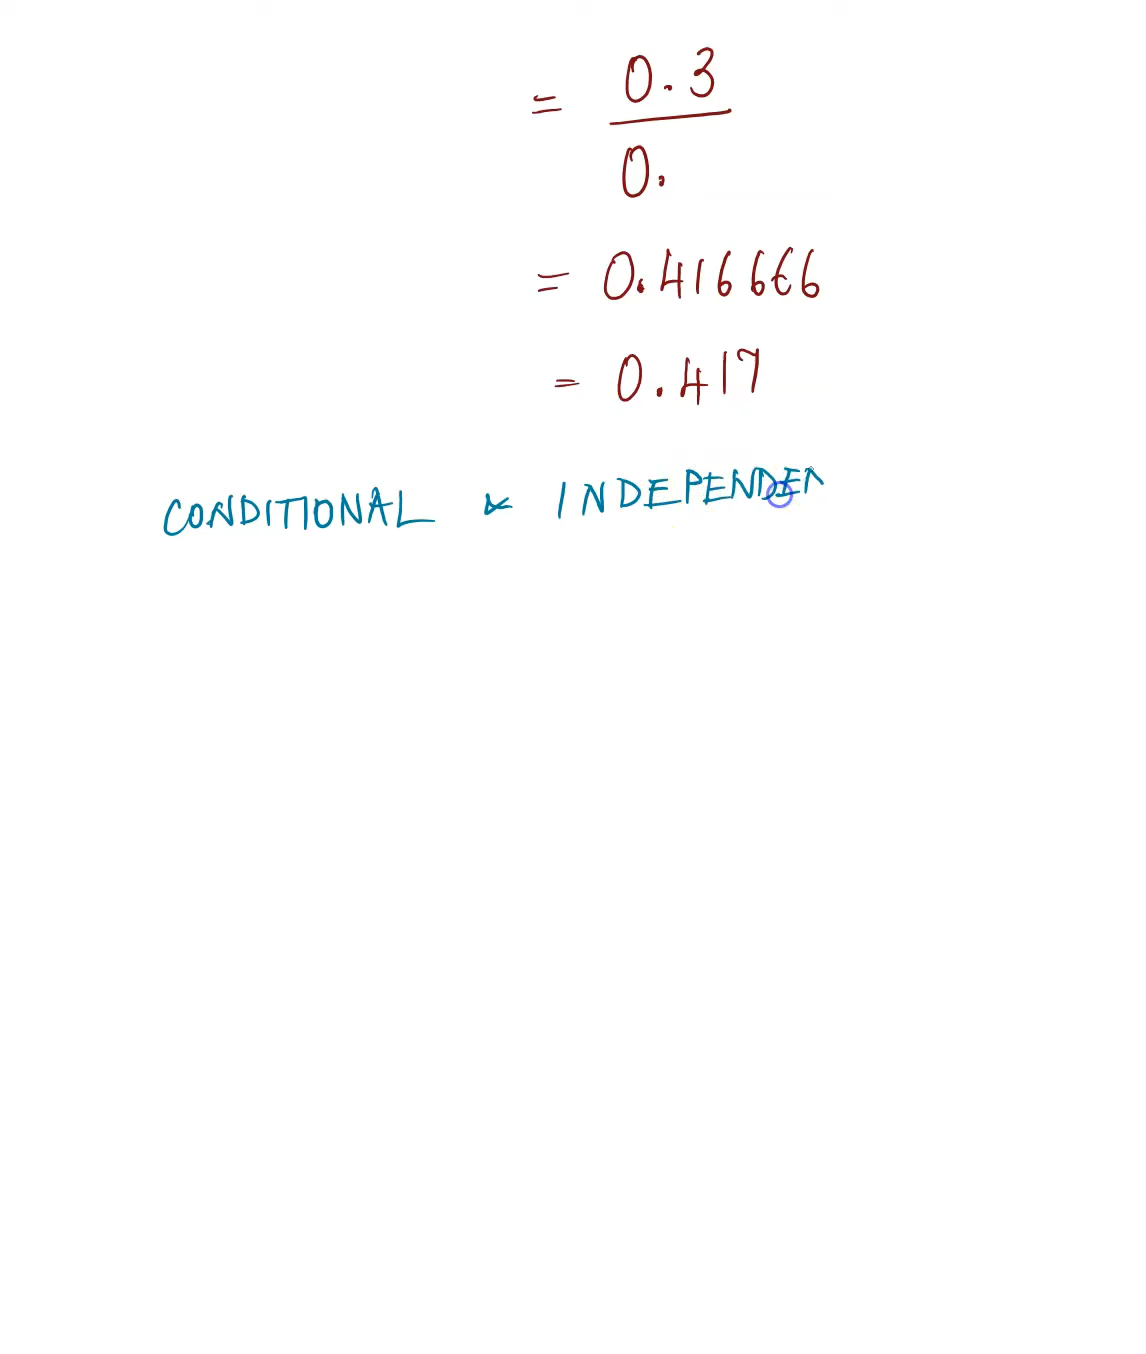 = 0.3
0.
= 0.416666
= 0.417
CONDITIONAL & INDEPENDEN